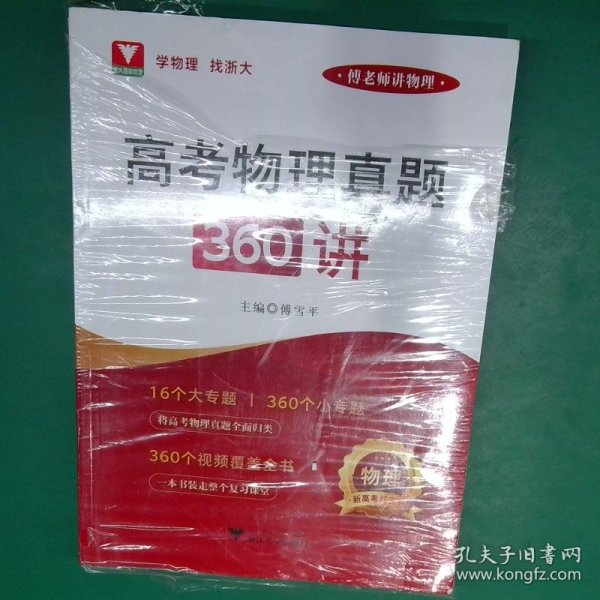 学物理 找浙大
·傅老师讲物理·
高考物理真题
360讲
主编◎傅雪平
16个大专题 | 360个小专题
将高考物理真题全面归类
360个视频覆盖全书
一本书装走整个复习课堂
物理
新高考
孔夫子旧书网
www.kongfz.com